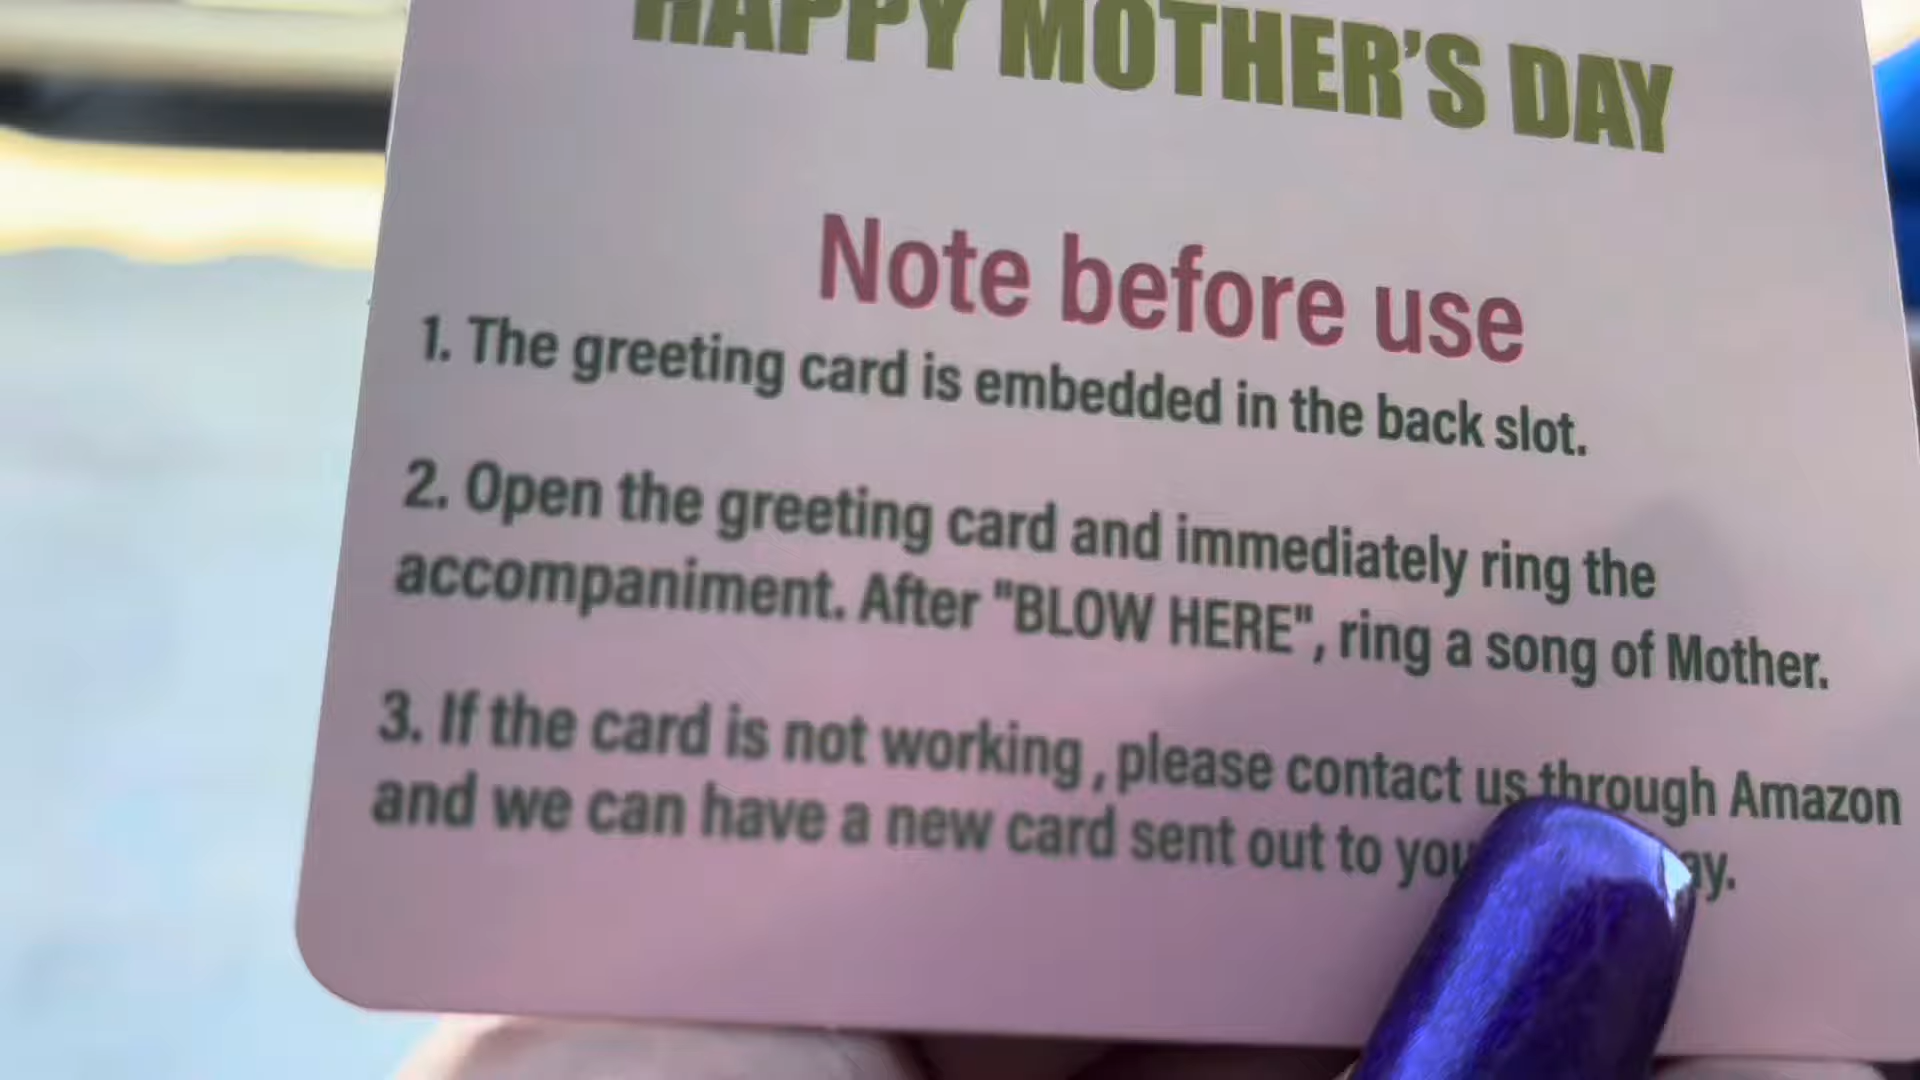 HAPPY MOTHER'S DAY
Note before use
1. The greeting card is embedded in the back slot.
2. Open the greeting card and immediately ring the
accompaniment. After "BLOW HERE", ring a song of Mother.
3. If the card is not working, please contact us through Amazon
and we can have a new card sent out to you